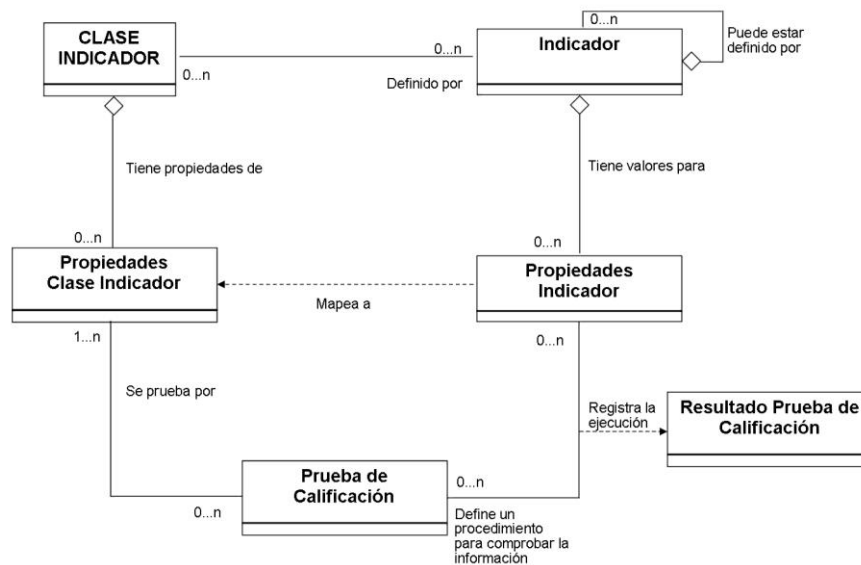 CLASE
INDICADOR
0...n
0...n
Definido por
Indicador
0...n
Puede estar
definido por
Tiene propiedades de
Tiene valores para
0...n
0...n
Propiedades
Clase Indicador
Mapea a
Propiedades
Indicador
1...n
0...n
Se prueba por
Registra la
ejecución
Resultado Prueba de
Calificación
Prueba de
Calificación
0...n
0...n
Define un
procedimiento
para comprobar la
información